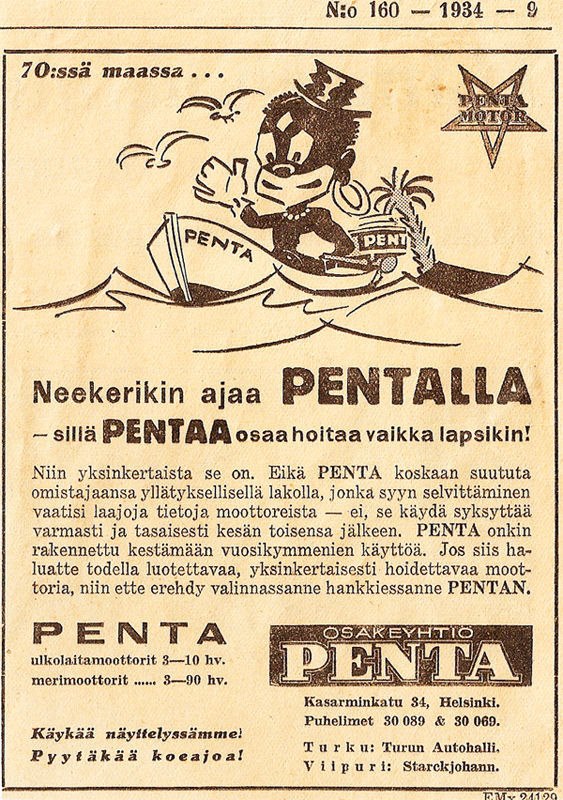 N:o 160 — 1934 — 9
70:ssä maassa...
PENTA
MOTOR
PENTA
PENT
Neekerikin ajaa PENTALLA
– sillä PENTAA osaa hoitaa vaikka lapsikin!
Niin yksinkertaista se on. Eikä PENTA koskaan suututa
omistajaansa yllätyksellisellä lakolla, jonka syyn selvittäminen
vaatisi laajoja tietoja moottoreista — ei, se käydä syksyttää
varmasti ja tasaisesti kesän toisensa jälkeen. PENTA onkin
rakennettu kestämään vuosikymmenien käyttöä. Jos siis ha-
luatte todella luotettavaa, yksinkertaisesti hoidettavaa moot-
toria, niin ette erehdy valinnassanne hankkiessanne PENTAN.
PENTA
ulkolaitamoottorit 3—10 hv.
merimoottorit ...... 3—90 hv.
Käykää näyttelyssämme!
Pyytäkää koeajoa!
OSAKEYHTIÖ
PENTA
Kasarminkatu 34, Helsinki.
Puhelimet 30 089 & 30 069.
Turku: Turun Autohalli.
Viipuri: Starckjohann.
EMx 24129